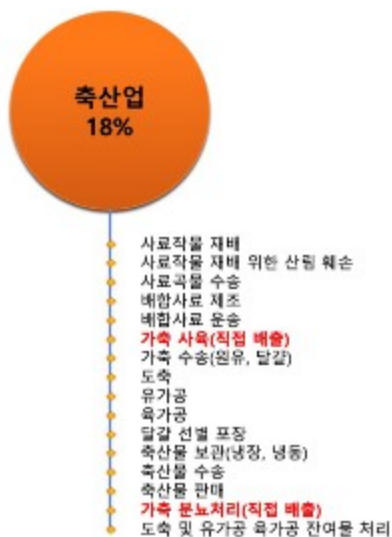 축산업
18%
사료작물 재배
사료작물 재배 위한 산림 훼손
사료곡물 수송
배합사료 제조
배합사료 운송
가축 사육(직접 배출)
가축 수송(원유, 달걀)
도축
유가공
육가공
달걀 선별 포장
축산물 보관(냉장, 냉동)
축산물 수송
축산물 판매
가축 분뇨처리(직접 배출)
도축 및 유가공 육가공 잔여물 처리